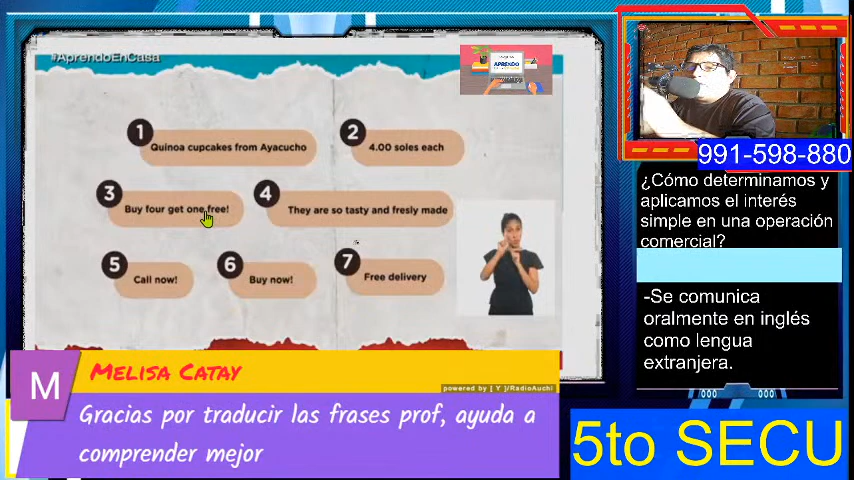 #AprendoEnCasa
APRENDO
1 Quinoa cupcakes from Ayacucho
2 4.00 soles each
3 Buy four get one free!
4 They are so tasty and fresly made
5 Call now!
6 Buy now!
7 Free delivery
991-598-880
¿Cómo determinamos y
aplicamos el interés
simple en una operación
comercial?
-Se comunica
oralmente en inglés
como lengua
extranjera.
M
MELISA CATAY
powered by [ Y ]/RadioAuchi
Gracias por traducir las frases prof, ayuda a
comprender mejor
5to SECU